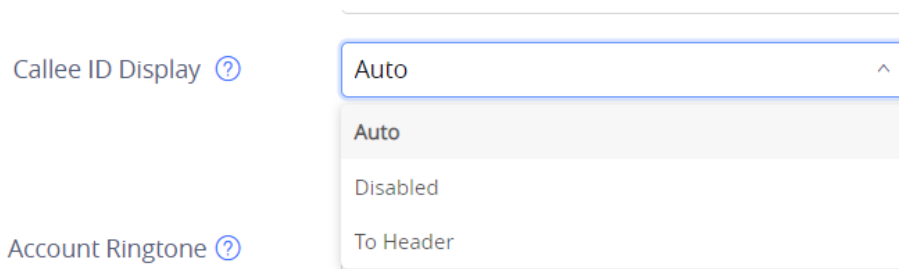 Callee ID Display ?
Auto
Auto
Disabled
To Header
Account Ringtone ?